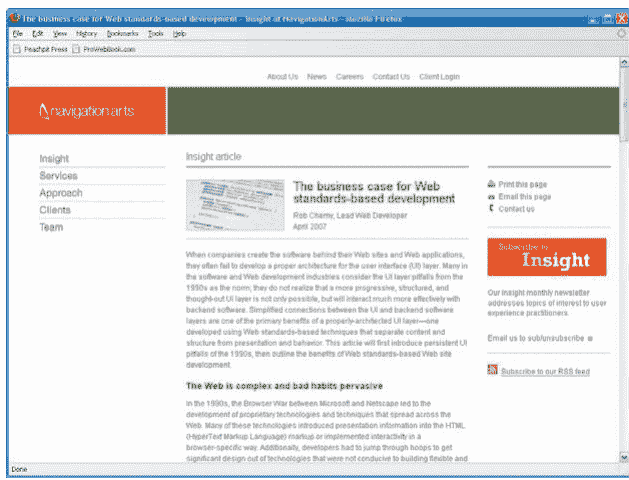 The business case for Web standards-based development - Insight at NavigationArts - Mozilla Firefox
File Edit View History Bookmarks Tools Help
Peachpit Press ProWebBook.com
About Us News Careers Contact Us Client Login
navigationarts
Insight
Services
Approach
Clients
Team
Insight article
The business case for Web
standards-based development
Rob Cherny, Lead Web Developer
April 2007
When companies create the software behind their Web sites and Web applications,
they often fail to develop a proper architecture for the user interface (UI) layer. Many in
the software and Web development industries consider the UI layer pitfalls from the
1990s as the norm; they do not realize that a more progressive, structured, and
thought-out UI layer is not only possible, but will interact much more effectively with
backend software. Simplified connections between the UI and backend software
layers are one of the primary benefits of a properly-architected UI layer—one
developed using Web standards-based techniques that separate content and
structure from presentation and behavior. This article will first introduce persistent UI
pitfalls of the 1990s, then outline the benefits of Web standards-based Web site
development.
The Web is complex and bad habits pervasive
In the 1990s, the Browser War between Microsoft and Netscape led to the
development of proprietary technologies and techniques that spread across the
Web. Many of these technologies introduced presentation information into the HTML
(HyperText Markup Language) markup or implemented interactivity in a
browser-specific way. Additionally, developers had to jump through hoops to get
significant design out of technologies that were not conducive to building flexible and
Print this page
Email this page
Contact us
Subscribe to
Insight
Our Insight monthly newsletter
addresses topics of interest to user
experience practitioners.
Email us to sub/unsubscribe
Subscribe to our RSS feed
Done